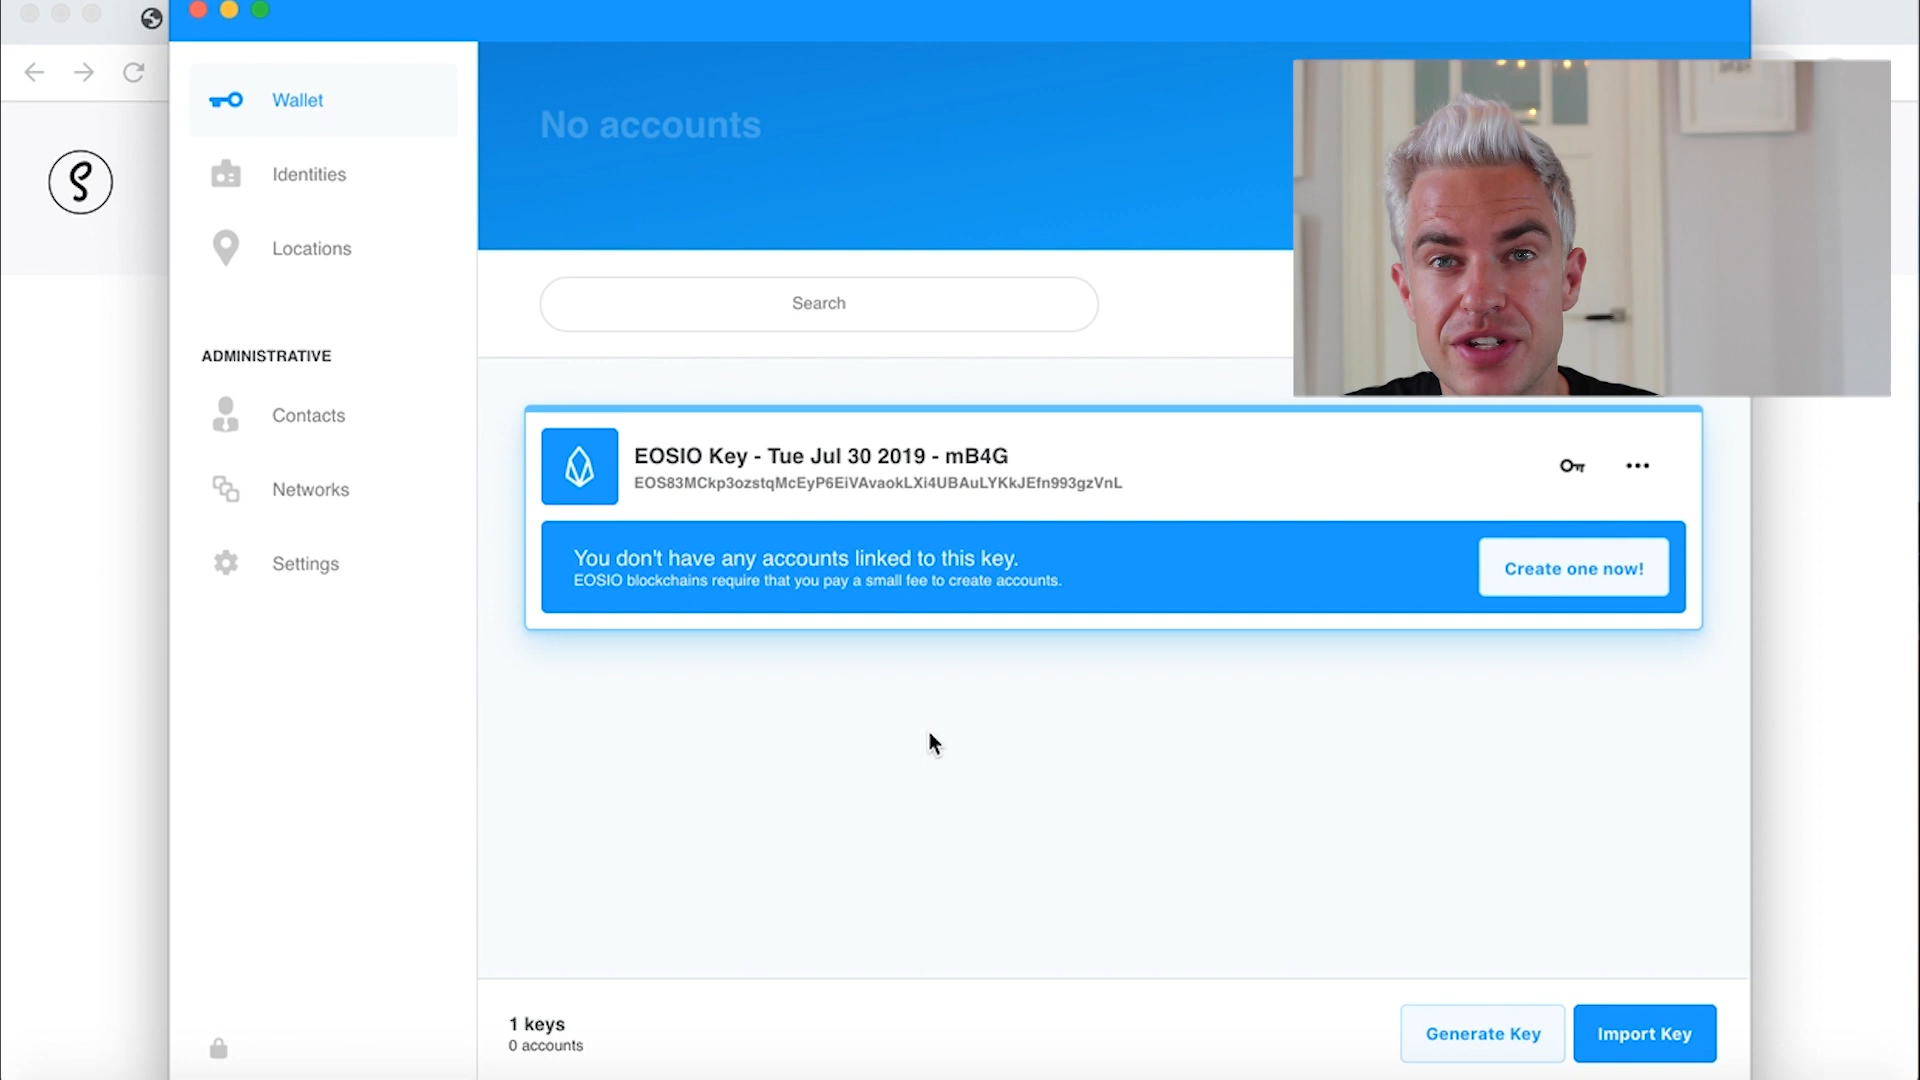 Wallet
Identities
Locations
ADMINISTRATIVE
Contacts
Networks
Settings
No accounts
Search
EOSIO Key - Tue Jul 30 2019 - mB4G
EOS83MCkp3ozstqMcEyP6EiVAvaokLXi4UBAuLYKkJEfn993gzVnL
You don't have any accounts linked to this key.
EOSIO blockchains require that you pay a small fee to create accounts.
Create one now!
1 keys
0 accounts
Generate Key
Import Key